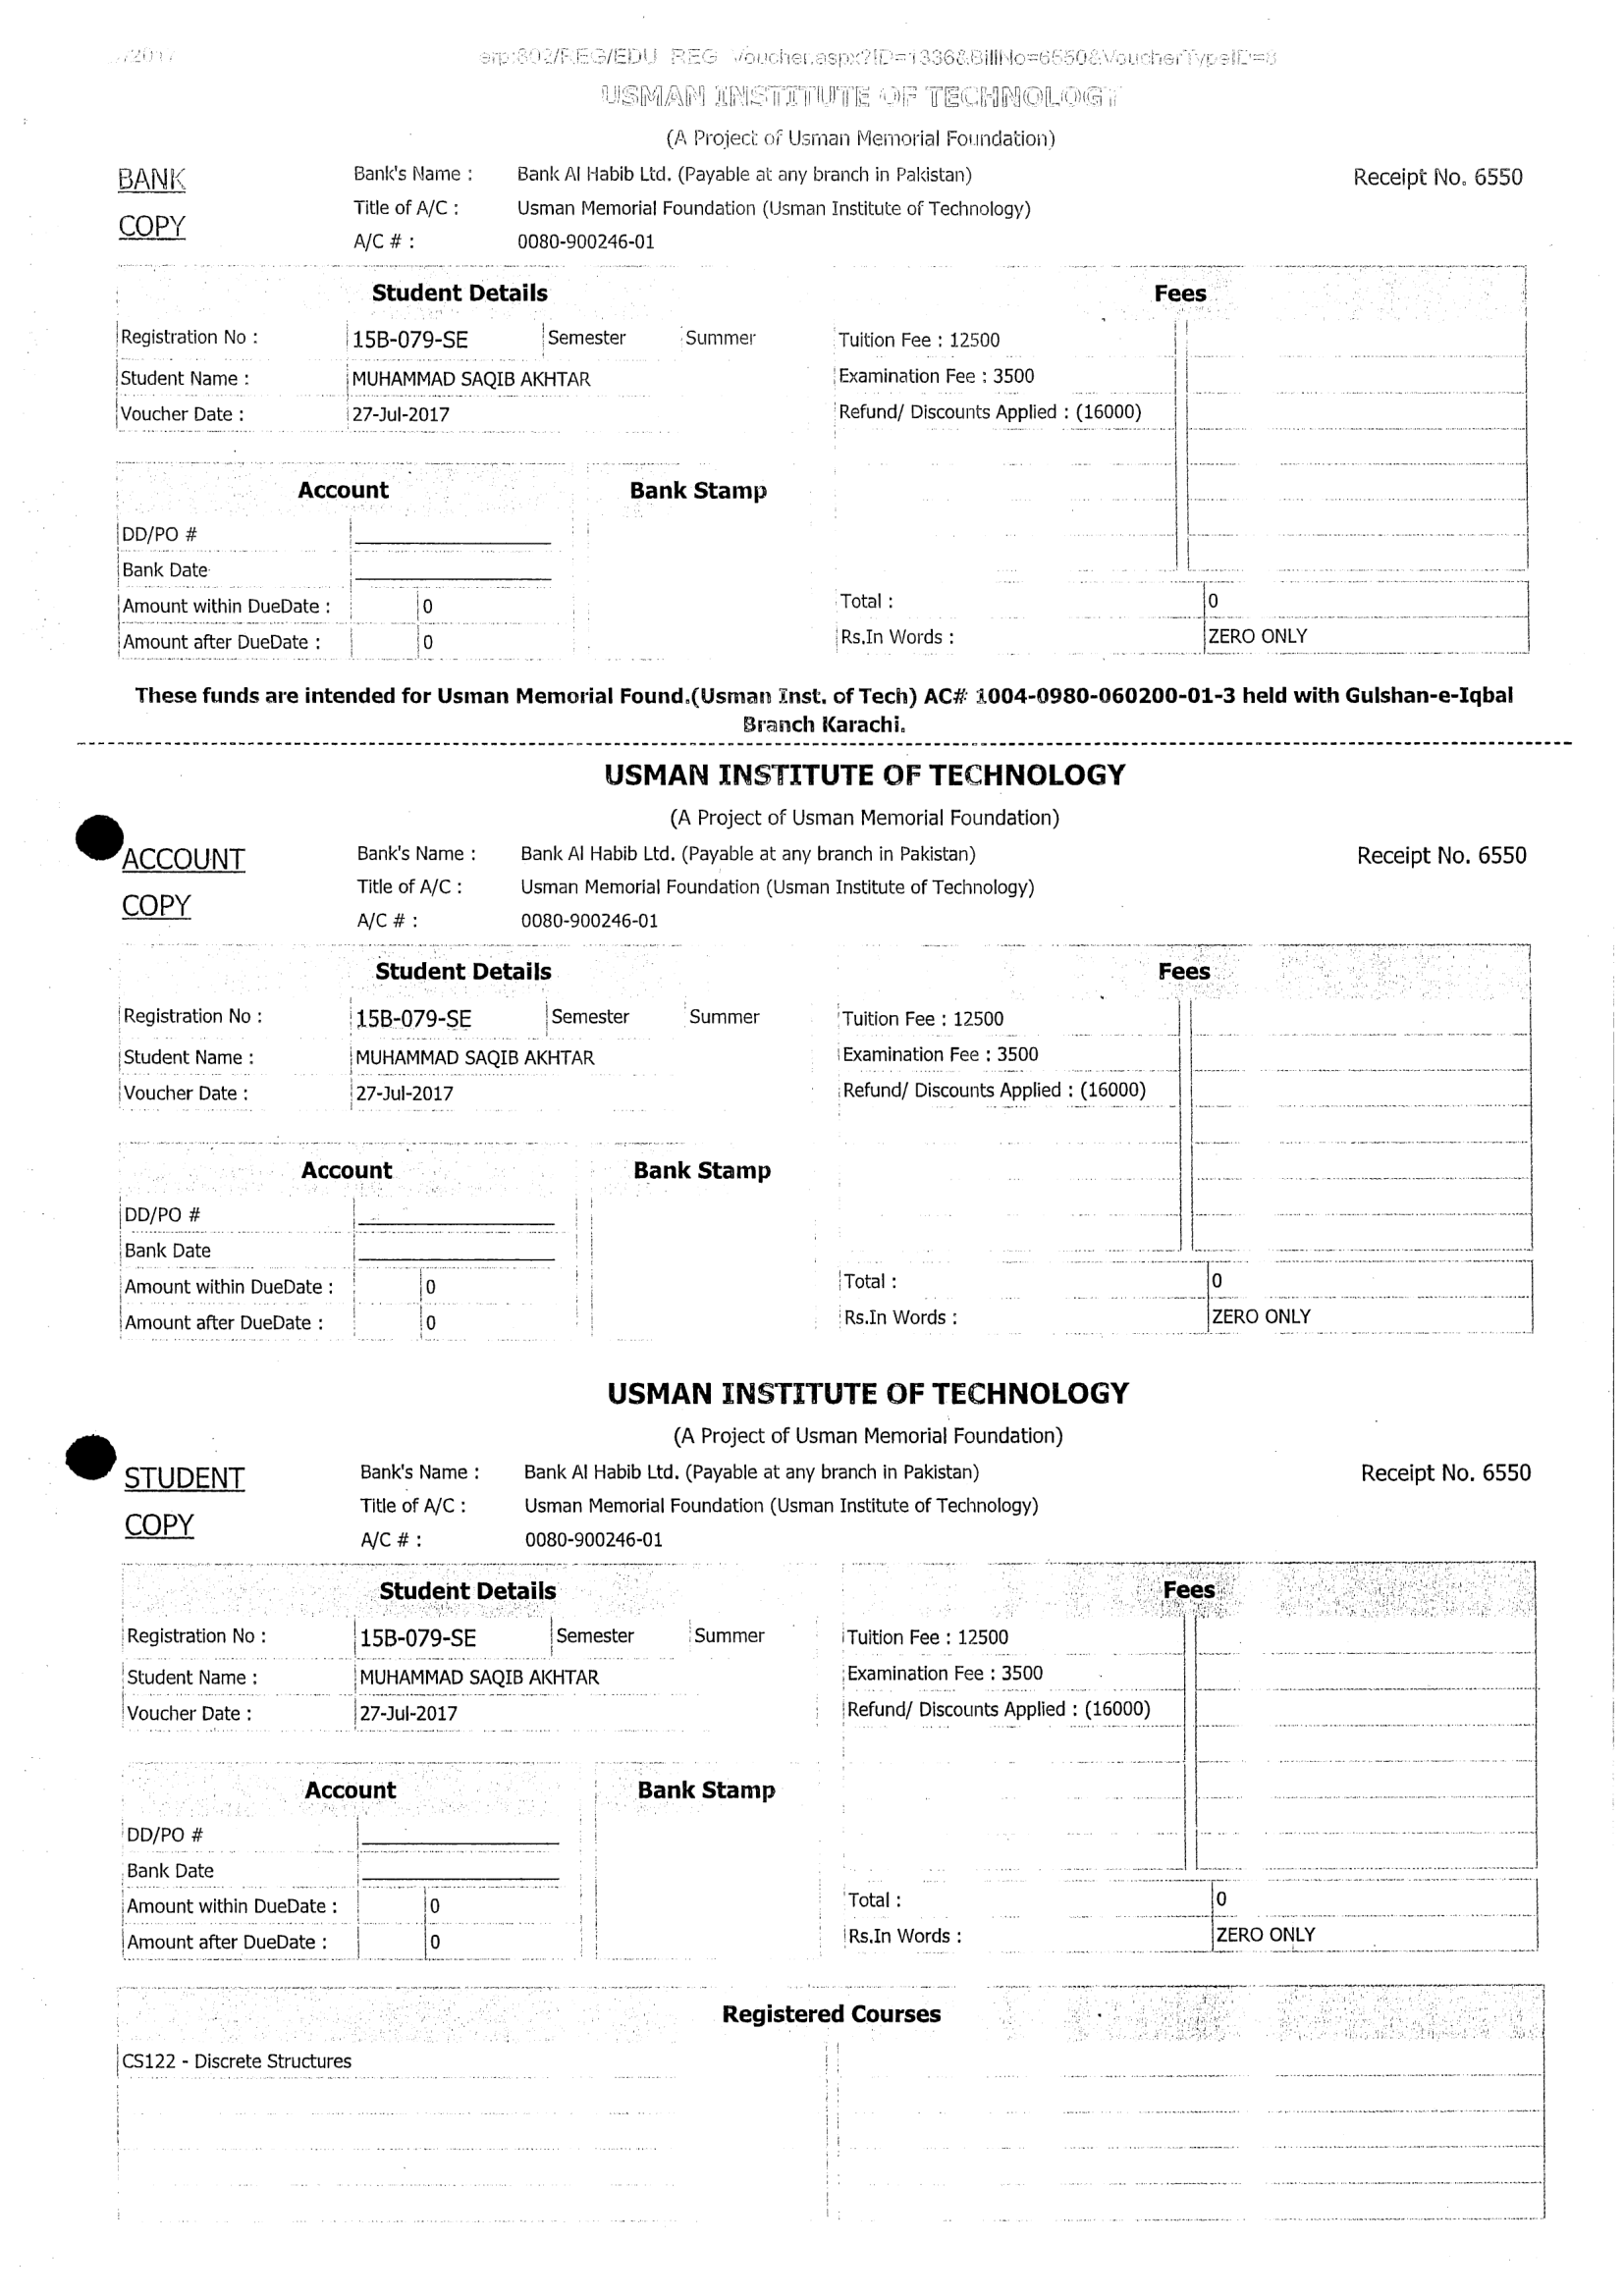 /2017 erp:802/REG/EDU_REG_Voucher.aspx?ID=1336&BillNo=6550&VoucherTypeID=8
USMAN INSTITUTE OF TECHNOLOGY
(A Project of Usman Memorial Foundation)
BANK COPY
Bank's Name : Bank Al Habib Ltd. (Payable at any branch in Pakistan) Receipt No. 6550
Title of A/C : Usman Memorial Foundation (Usman Institute of Technology)
A/C # : 0080-900246-01
Student Details Fees
Registration No : 15B-079-SE Semester Summer Tuition Fee : 12500
Student Name : MUHAMMAD SAQIB AKHTAR Examination Fee : 3500
Voucher Date : 27-Jul-2017 Refund/ Discounts Applied : (16000)
Account Bank Stamp
DD/PO #
Bank Date
Amount within DueDate : 0 Total : 0
Amount after DueDate : 0 Rs.In Words : ZERO ONLY
These funds are intended for Usman Memorial Found.(Usman Inst. of Tech) AC# 1004-0980-060200-01-3 held with Gulshan-e-Iqbal
Branch Karachi.
USMAN INSTITUTE OF TECHNOLOGY
(A Project of Usman Memorial Foundation)
ACCOUNT COPY
Bank's Name : Bank Al Habib Ltd. (Payable at any branch in Pakistan) Receipt No. 6550
Title of A/C : Usman Memorial Foundation (Usman Institute of Technology)
A/C # : 0080-900246-01
Student Details Fees
Registration No : 15B-079-SE Semester Summer Tuition Fee : 12500
Student Name : MUHAMMAD SAQIB AKHTAR Examination Fee : 3500
Voucher Date : 27-Jul-2017 Refund/ Discounts Applied : (16000)
Account Bank Stamp
DD/PO #
Bank Date
Amount within DueDate : 0 Total : 0
Amount after DueDate : 0 Rs.In Words : ZERO ONLY
USMAN INSTITUTE OF TECHNOLOGY
(A Project of Usman Memorial Foundation)
STUDENT COPY
Bank's Name : Bank Al Habib Ltd. (Payable at any branch in Pakistan) Receipt No. 6550
Title of A/C : Usman Memorial Foundation (Usman Institute of Technology)
A/C # : 0080-900246-01
Student Details Fees
Registration No : 15B-079-SE Semester Summer Tuition Fee : 12500
Student Name : MUHAMMAD SAQIB AKHTAR Examination Fee : 3500
Voucher Date : 27-Jul-2017 Refund/ Discounts Applied : (16000)
Account Bank Stamp
DD/PO #
Bank Date
Amount within DueDate : 0 Total : 0
Amount after DueDate : 0 Rs.In Words : ZERO ONLY
Registered Courses
CS122 - Discrete Structures